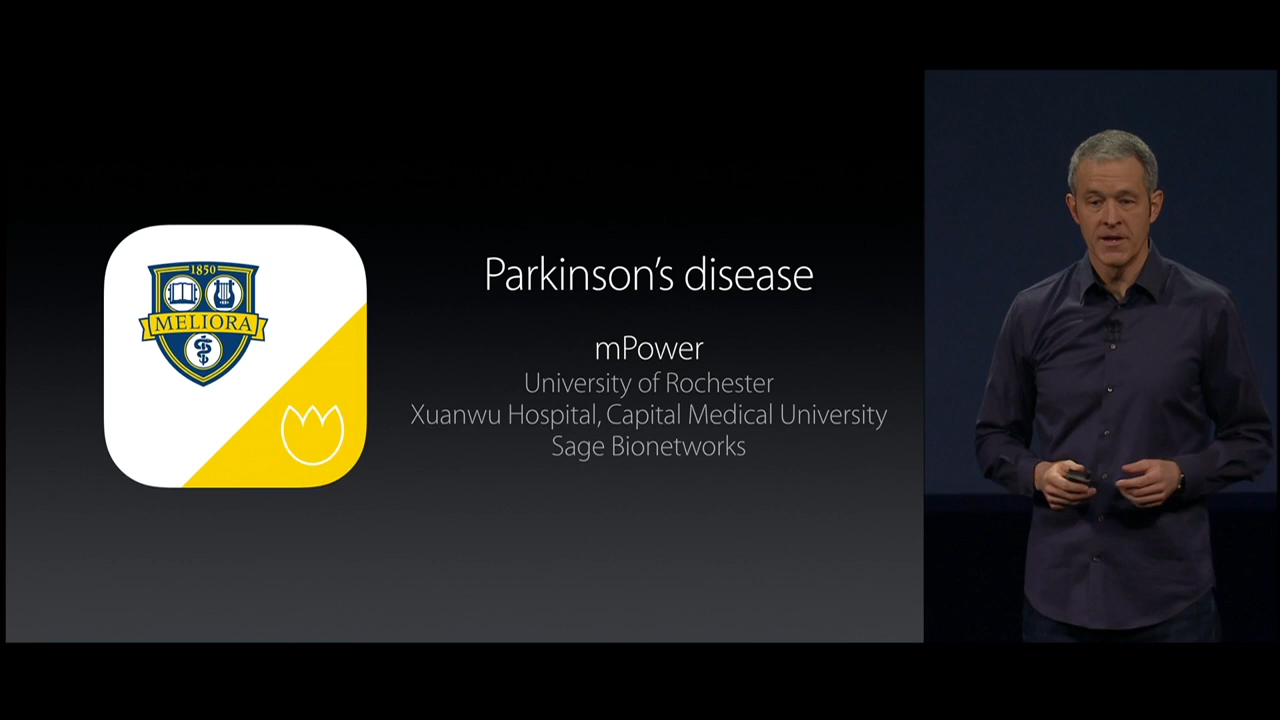 1850
MELIORA
Parkinson’s disease
mPower
University of Rochester
Xuanwu Hospital, Capital Medical University
Sage Bionetworks